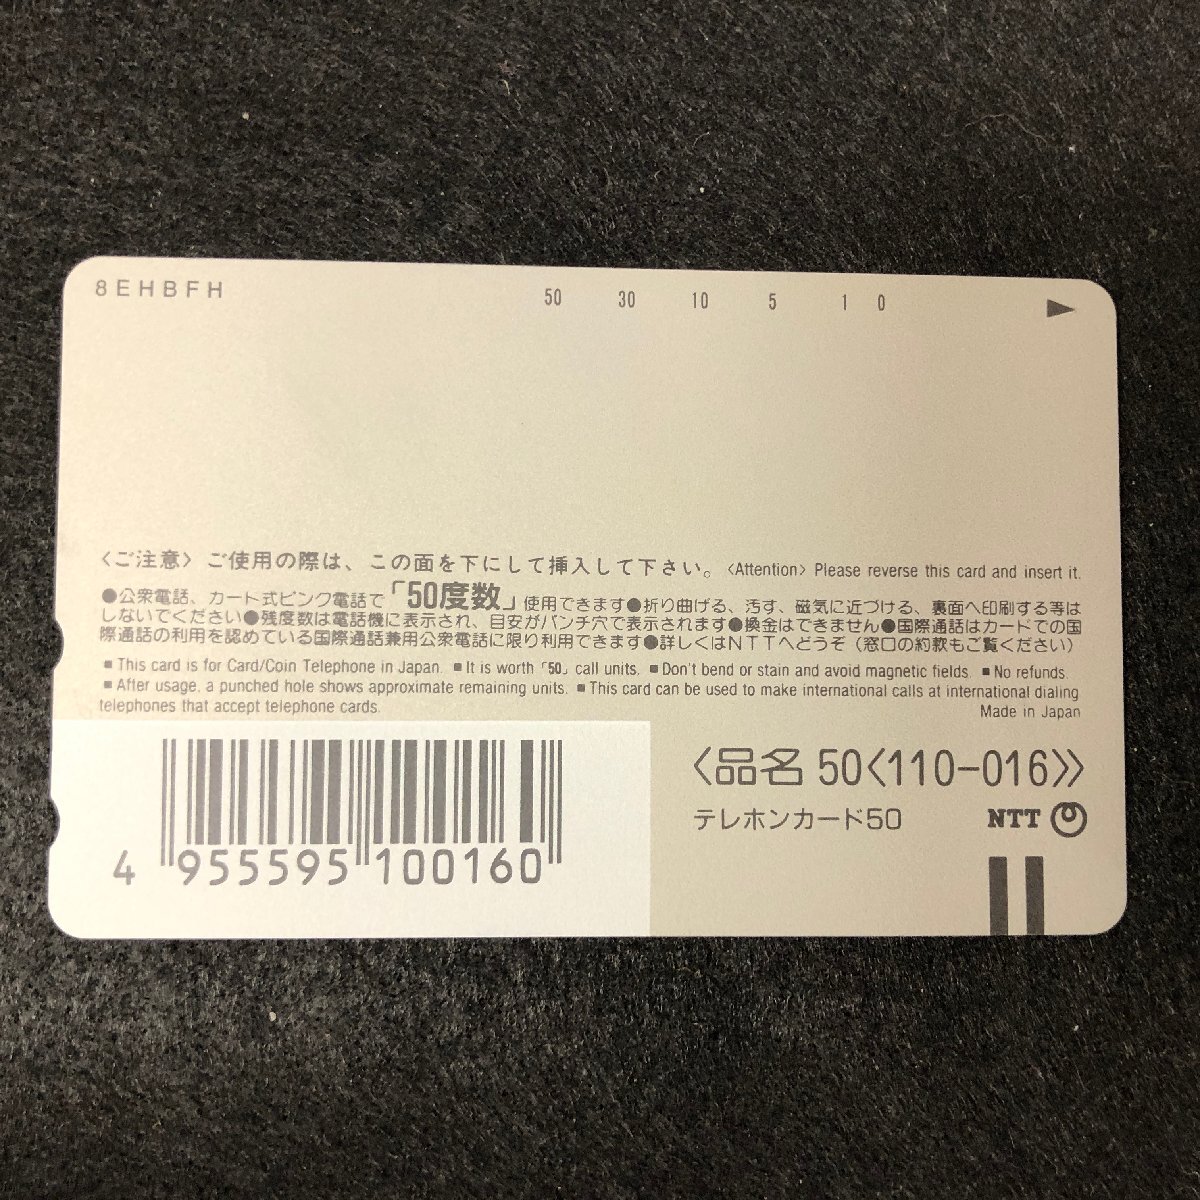 8EHBFH
50 30 10 5 1 0
〈ご注意〉ご使用の際は、この面を下にして挿入して下さい。〈Attention〉Please reverse this card and insert it.
●公衆電話、カード式ピンク電話で「50度数」使用できます●折り曲げる、汚す、磁気に近づける、裏面へ印刷する等は
しないでください●残度数は電話機に表示され、目安がパンチ穴で表示されます●換金はできません●国際通話はカードでの国
際通話の利用を認めている国際通話兼用公衆電話に限り利用できます●詳しくはNTTへどうぞ（窓口の約款もご覧ください）
■This card is for Card/Coin Telephone in Japan. ■It is worth「50」call units. ■Don't bend or stain and avoid magnetic fields. ■No refunds.
■After usage, a punched hole shows approximate remaining units. ■This card can be used to make international calls at international dialing
telephones that accept telephone cards.
Made in Japan
〈品名 50〈110-016〉〉
テレホンカード50
NTT
4 955595 100160